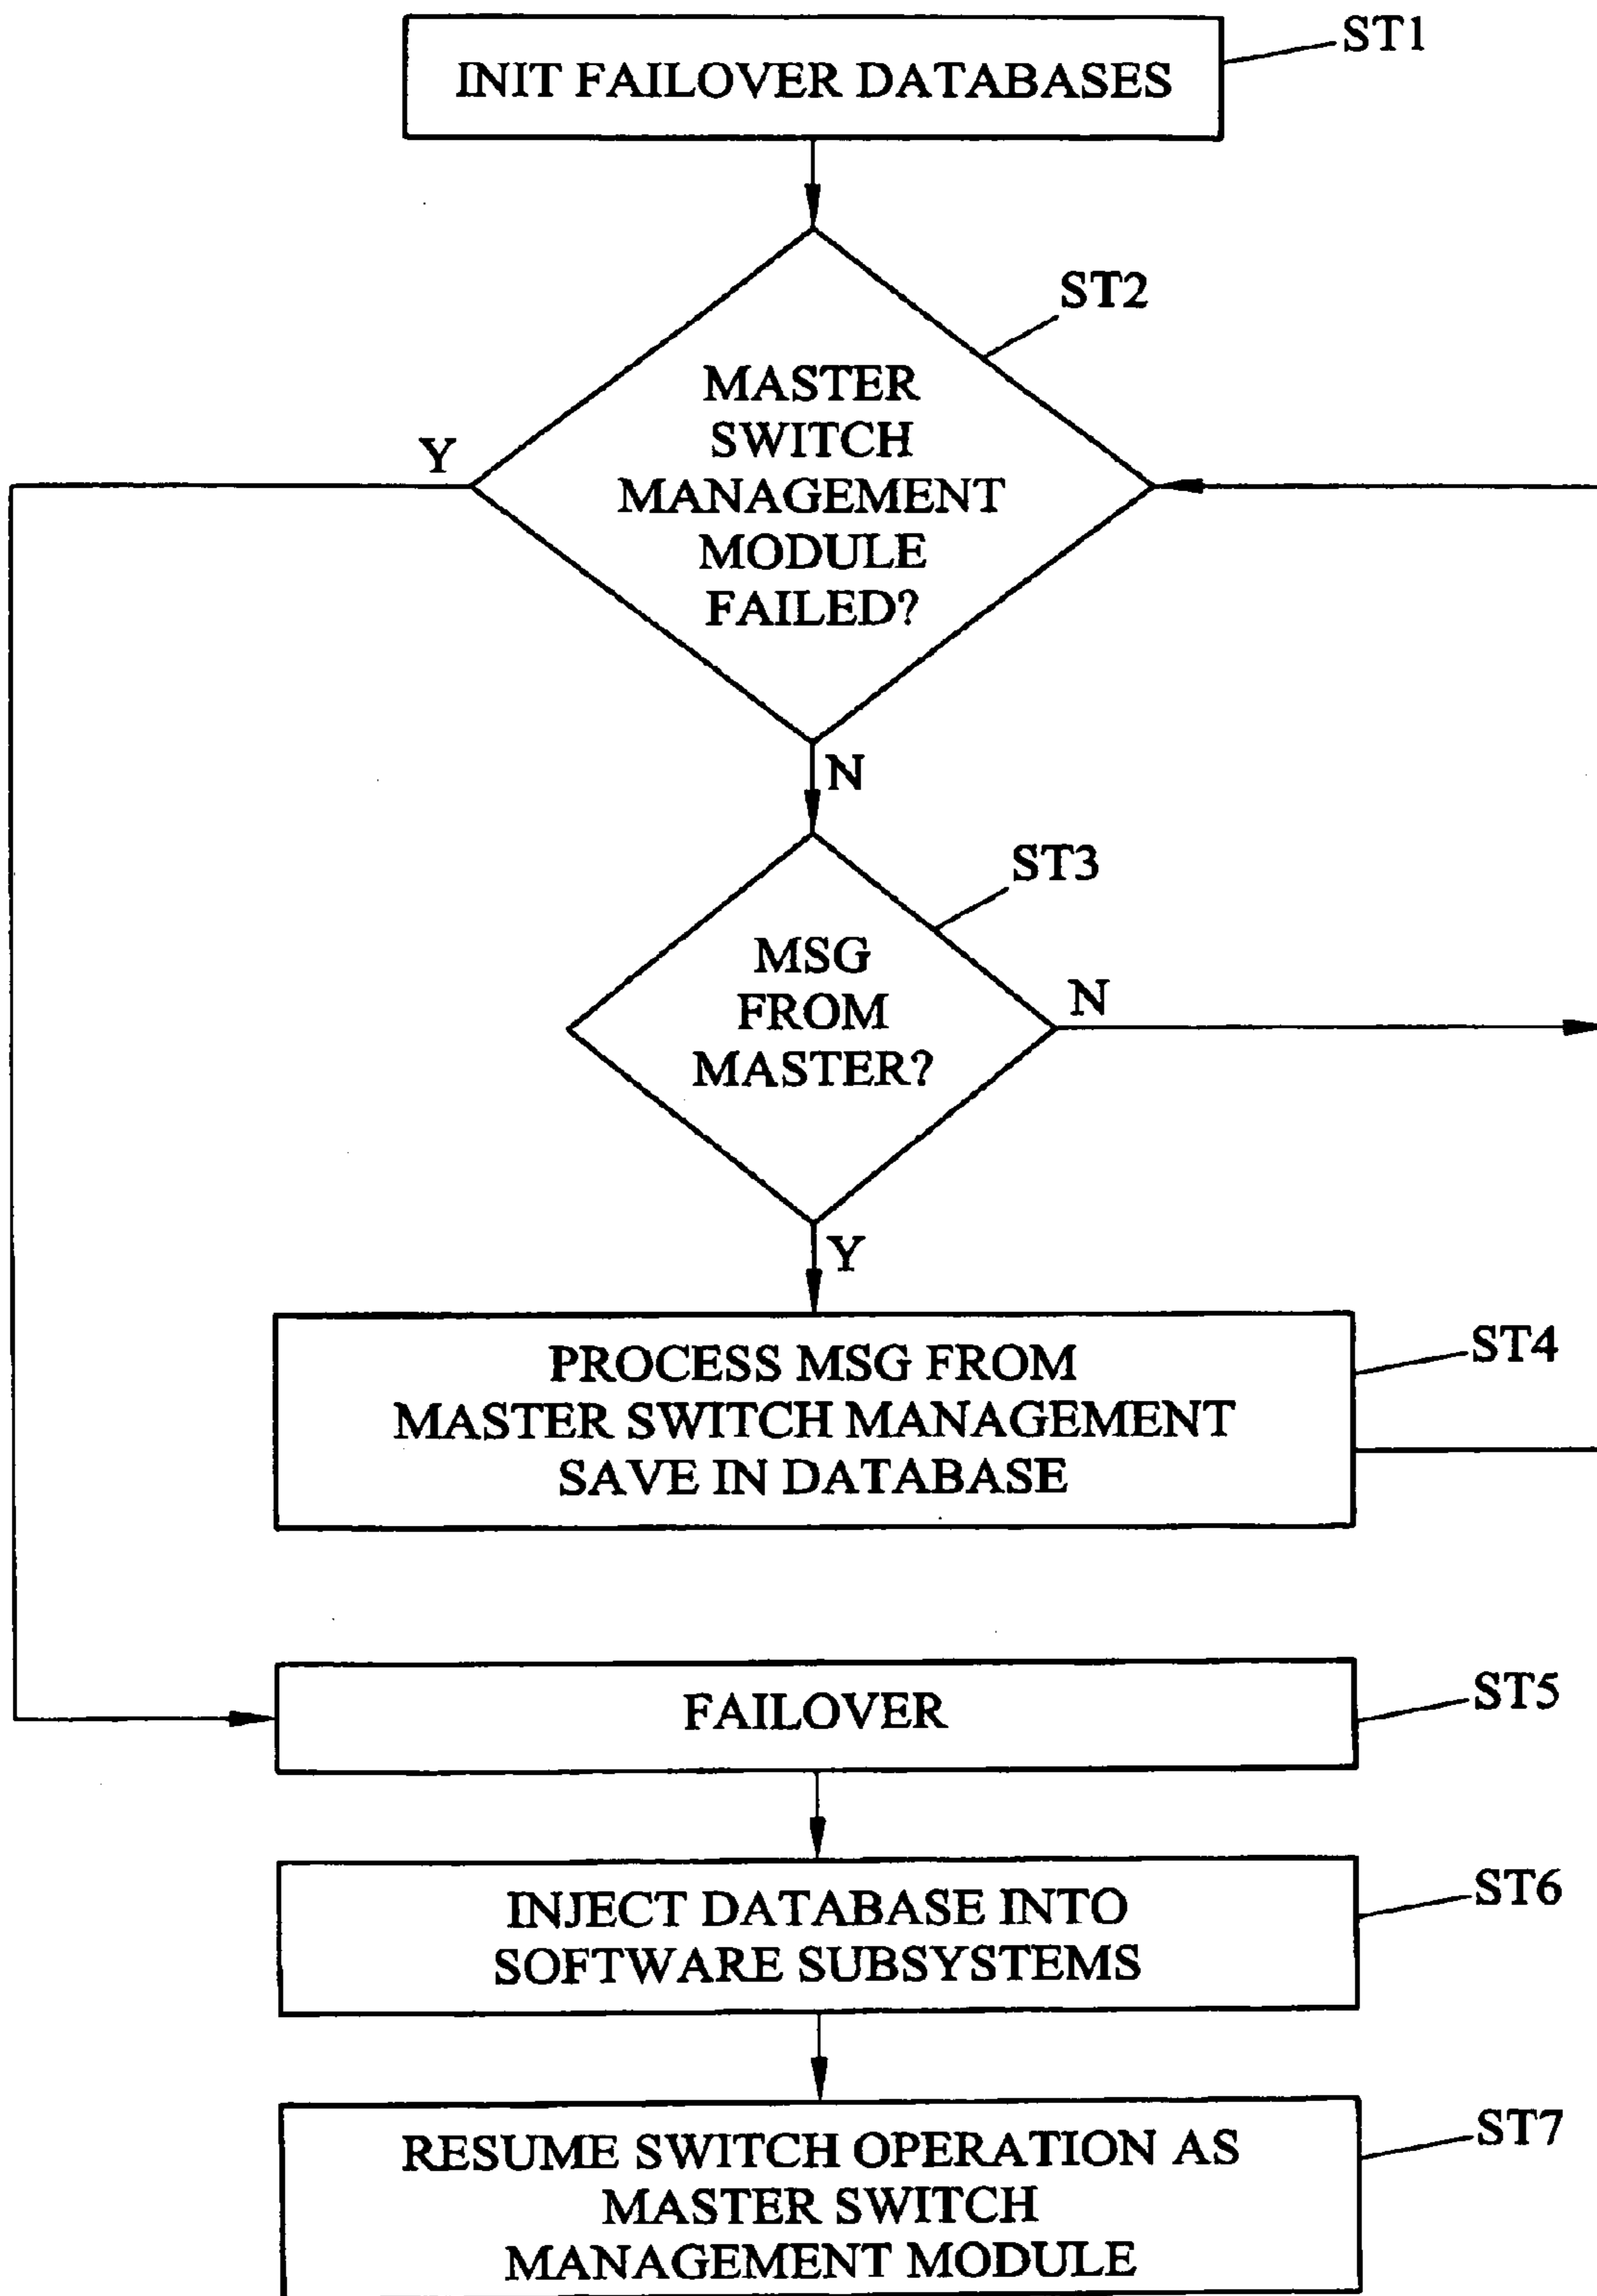 ST1
INIT FAILOVER DATABASES
ST2
MASTER
SWITCH
MANAGEMENT
MODULE
FAILED?
Y
N
ST3
MSG
FROM
MASTER?
N
Y
ST4
PROCESS MSG FROM
MASTER SWITCH MANAGEMENT
SAVE IN DATABASE
ST5
FAILOVER
ST6
INJECT DATABASE INTO
SOFTWARE SUBSYSTEMS
ST7
RESUME SWITCH OPERATION AS
MASTER SWITCH
MANAGEMENT MODULE